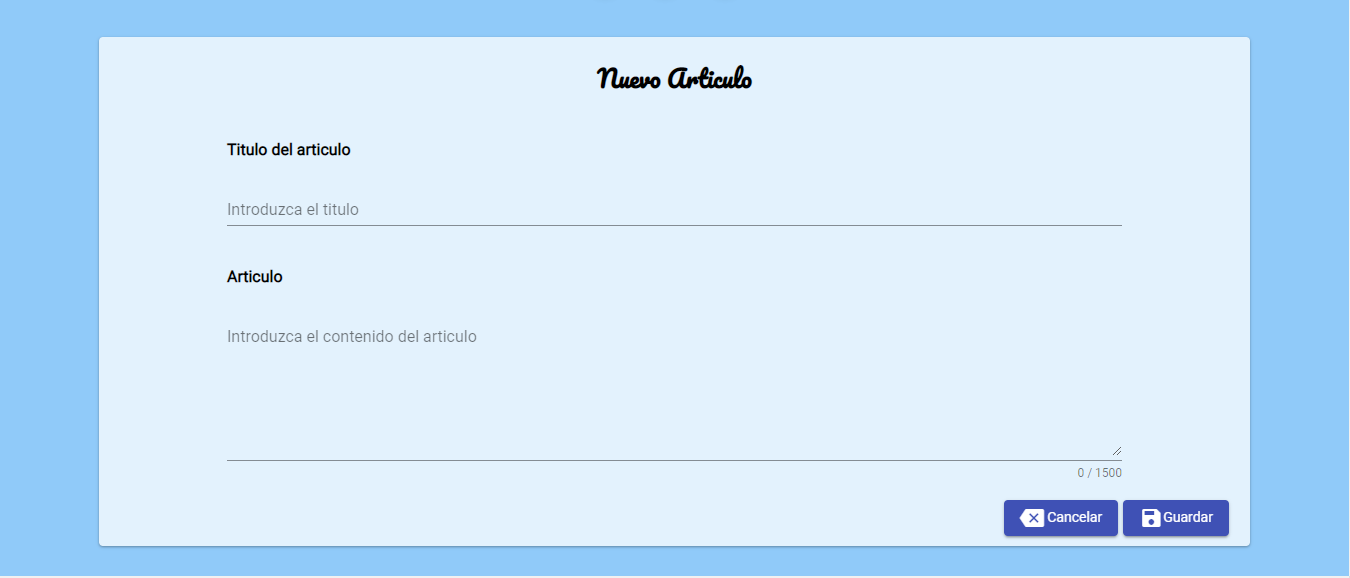 Nuevo Articulo
Titulo del articulo
Introduzca el titulo
Articulo
Introduzca el contenido del articulo
0 / 1500
Cancelar Guardar